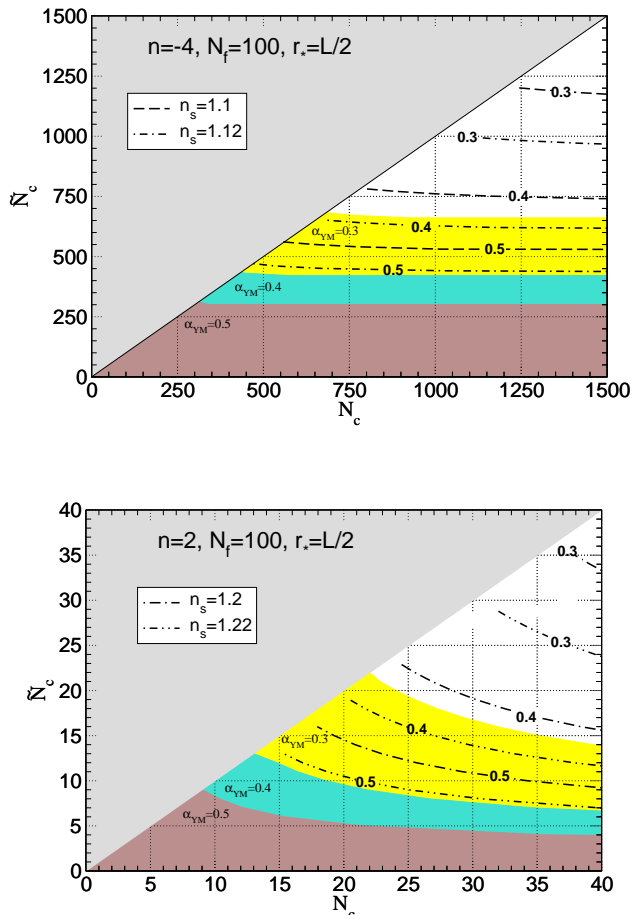 1500
n=-4, N_f=100, r_*=L/2
1250
n_s=1.1
0.3
n_s=1.12
1000
0.3
Ñ_c
750
0.4
α_YM=0.3
0.4
500
0.5
0.5
α_YM=0.4
250
α_YM=0.5
0
0 250 500 750 1000 1250 1500
N_c
40
n=2, N_f=100, r_*=L/2
35
0.3
n_s=1.2
30
n_s=1.22
0.3
25
Ñ_c
20
0.4
0.4
15
α_YM=0.3
0.5
10
0.5
α_YM=0.4
α_YM=0.5
5
0
0 5 10 15 20 25 30 35 40
N_c